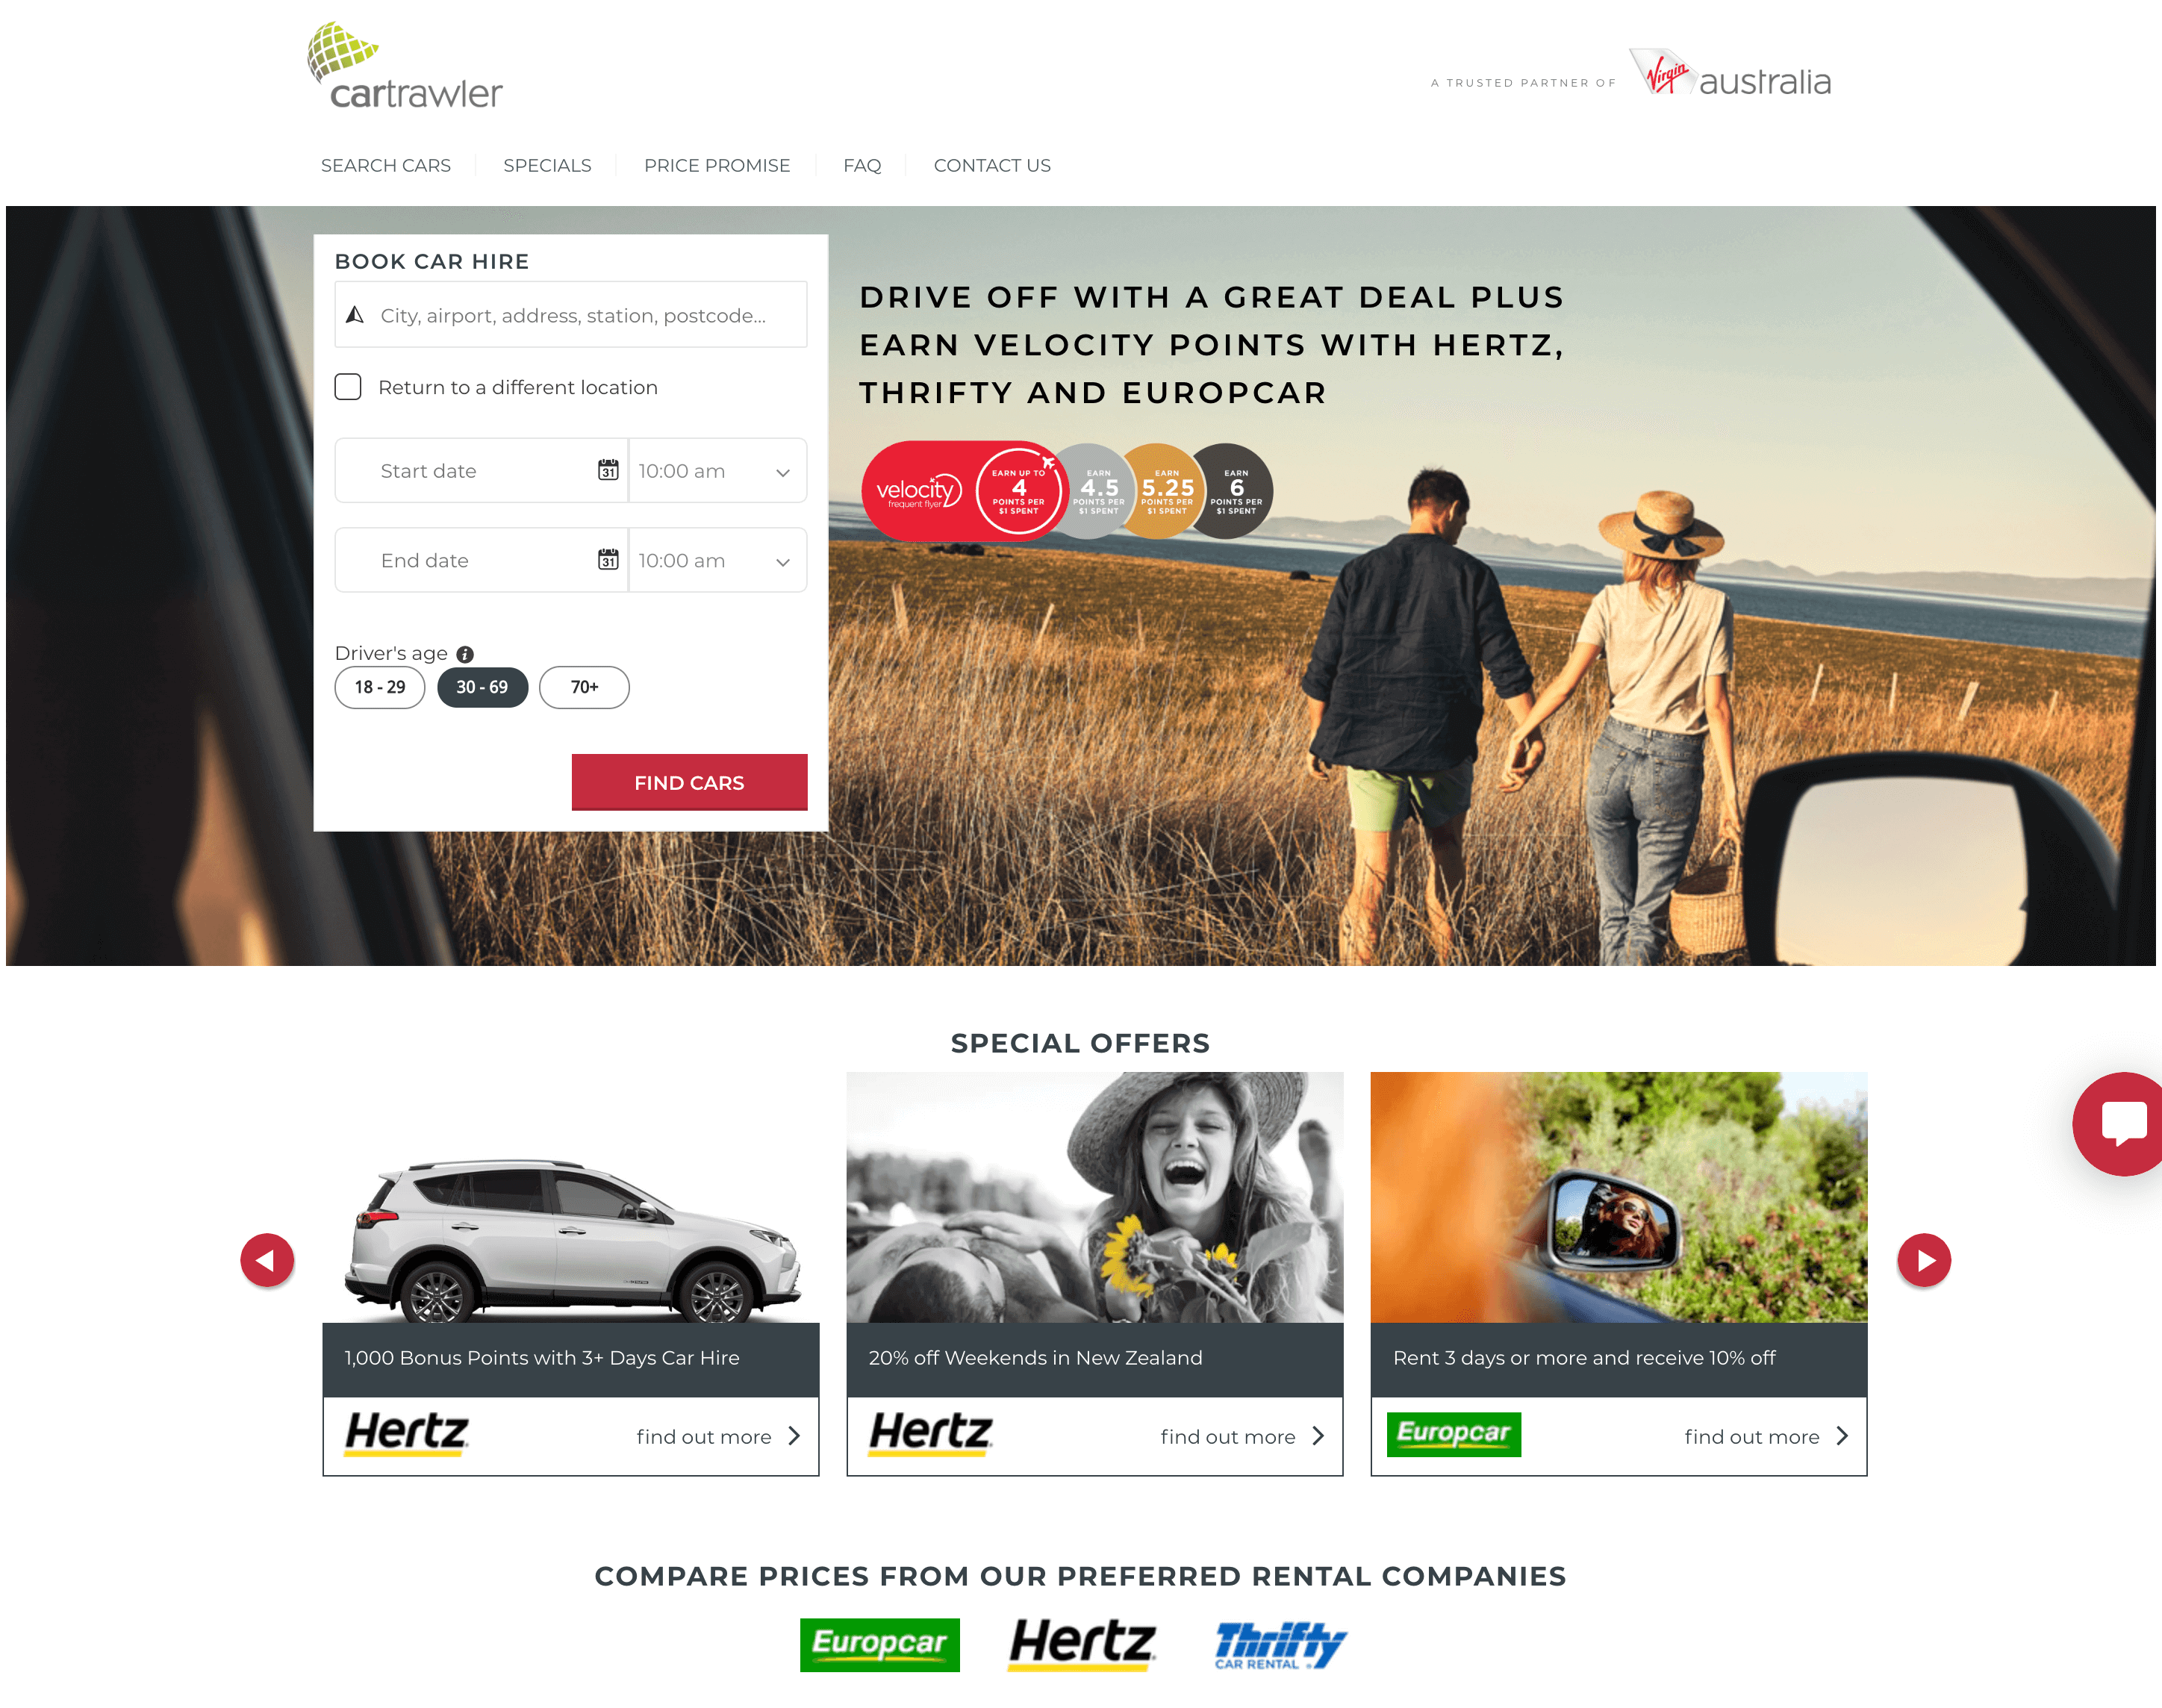 cartrawler
A TRUSTED PARTNER OF Virgin australia
SEARCH CARS SPECIALS PRICE PROMISE FAQ CONTACT US
BOOK CAR HIRE
City, airport, address, station, postcode...
Return to a different location
Start date 31 10:00 am
End date 31 10:00 am
Driver's age i
18 - 29 30 - 69 70+
FIND CARS
DRIVE OFF WITH A GREAT DEAL PLUS
EARN VELOCITY POINTS WITH HERTZ,
THRIFTY AND EUROPCAR
velocity
frequent flyer
EARN UP TO
4
POINTS PER
$1 SPENT
EARN
4.5
POINTS PER
$1 SPENT
EARN
5.25
POINTS PER
$1 SPENT
EARN
6
POINTS PER
$1 SPENT
SPECIAL OFFERS
1,000 Bonus Points with 3+ Days Car Hire
Hertz find out more
20% off Weekends in New Zealand
Hertz find out more
Rent 3 days or more and receive 10% off
Europcar find out more
COMPARE PRICES FROM OUR PREFERRED RENTAL COMPANIES
Europcar Hertz Thrifty
CAR RENTAL